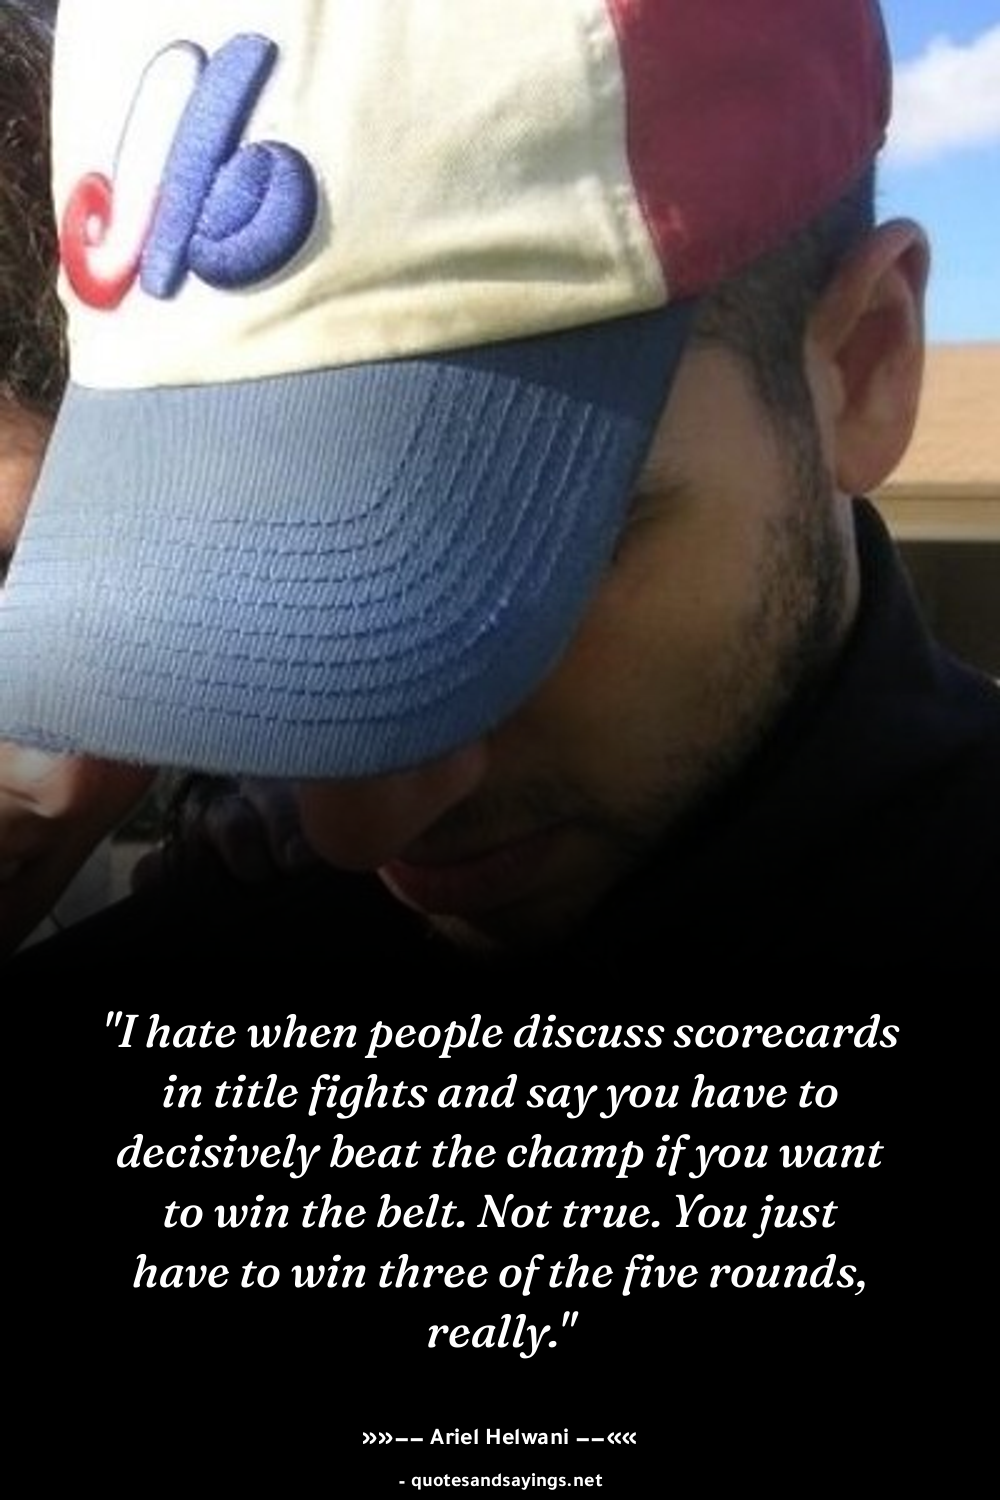 "I hate when people discuss scorecards
in title fights and say you have to
decisively beat the champ if you want
to win the belt. Not true. You just
have to win three of the five rounds,
really."
»»—— Ariel Helwani ——««
- quotesandsayings.net